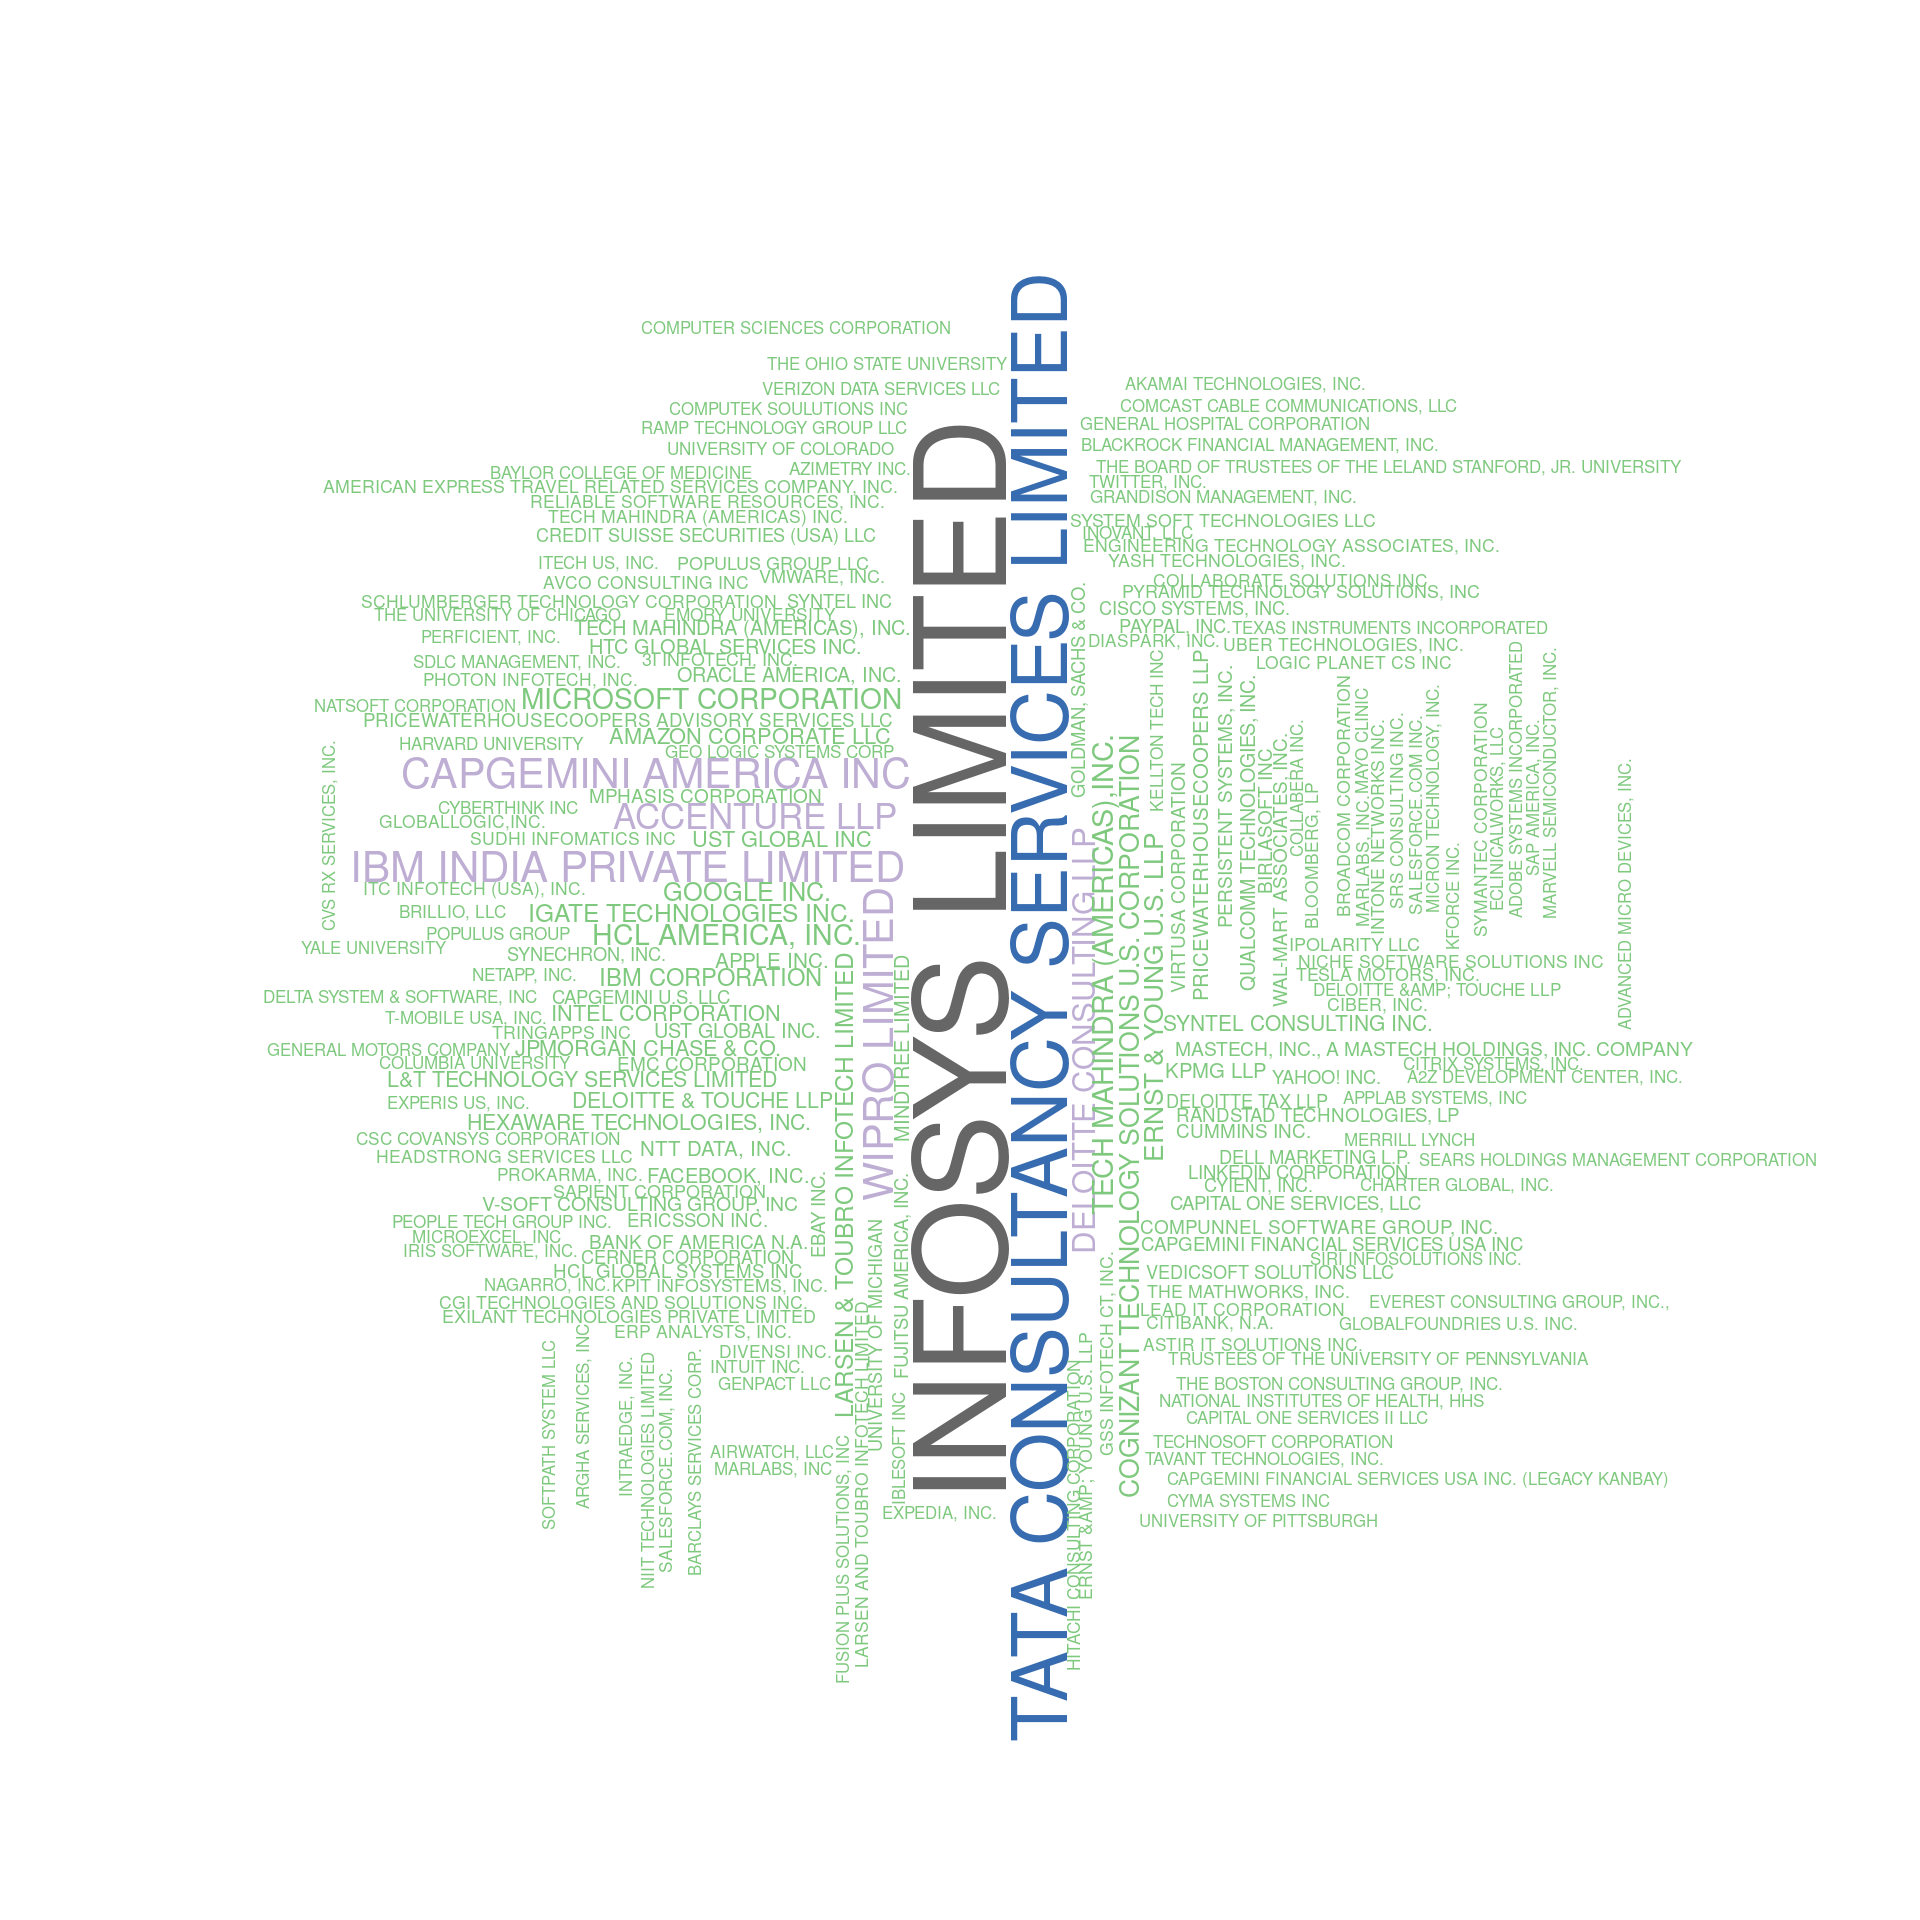 COMPUTER SCIENCES CORPORATION
THE OHIO STATE UNIVERSITY
VERIZON DATA SERVICES LLC
COMPUTEK SOULUTIONS INC
RAMP TECHNOLOGY GROUP LLC
UNIVERSITY OF COLORADO
AZIMETRY INC.
BAYLOR COLLEGE OF MEDICINE
AMERICAN EXPRESS TRAVEL RELATED SERVICES COMPANY, INC.
RELIABLE SOFTWARE RESOURCES, INC.
TECH MAHINDRA (AMERICAS) INC.
CREDIT SUISSE SECURITIES (USA) LLC
ITECH US, INC.
POPULUS GROUP LLC
AVCO CONSULTING INC
VMWARE, INC.
SCHLUMBERGER TECHNOLOGY CORPORATION
SYNTEL INC
THE UNIVERSITY OF CHICAGO
EMORY UNIVERSITY
TECH MAHINDRA (AMERICAS), INC.
PERFICIENT, INC.
HTC GLOBAL SERVICES INC.
SDLC MANAGEMENT, INC.
3I INFOTECH, INC.
PHOTON INFOTECH, INC.
ORACLE AMERICA, INC.
NATSOFT CORPORATION
MICROSOFT CORPORATION
PRICEWATERHOUSECOOPERS ADVISORY SERVICES LLC
HARVARD UNIVERSITY
AMAZON CORPORATE LLC
GEO LOGIC SYSTEMS CORP
CAPGEMINI AMERICA INC
MPHASIS CORPORATION
CYBERTHINK INC
ACCENTURE LLP
GLOBALLOGIC,INC.
SUDHI INFOMATICS INC
UST GLOBAL INC
IBM INDIA PRIVATE LIMITED
ITC INFOTECH (USA), INC.
GOOGLE INC.
BRILLIO, LLC
IGATE TECHNOLOGIES INC.
POPULUS GROUP
HCL AMERICA, INC.
YALE UNIVERSITY
SYNECHRON, INC.
APPLE INC.
NETAPP, INC.
IBM CORPORATION
DELTA SYSTEM & SOFTWARE, INC
CAPGEMINI U.S. LLC
T-MOBILE USA, INC.
INTEL CORPORATION
TRINGAPPS INC
UST GLOBAL INC.
GENERAL MOTORS COMPANY
JPMORGAN CHASE & CO.
COLUMBIA UNIVERSITY
EMC CORPORATION
L&T TECHNOLOGY SERVICES LIMITED
EXPERIS US, INC.
DELOITTE & TOUCHE LLP
HEXAWARE TECHNOLOGIES, INC.
CSC COVANSYS CORPORATION
NTT DATA, INC.
HEADSTRONG SERVICES LLC
PROKARMA, INC.
FACEBOOK, INC.
SAPIENT CORPORATION
V-SOFT CONSULTING GROUP, INC
PEOPLE TECH GROUP INC.
ERICSSON INC.
MICROEXCEL, INC
BANK OF AMERICA N.A.
IRIS SOFTWARE, INC.
CERNER CORPORATION
HCL GLOBAL SYSTEMS INC
NAGARRO, INC.
KPIT INFOSYSTEMS, INC.
CGI TECHNOLOGIES AND SOLUTIONS INC.
EXILANT TECHNOLOGIES PRIVATE LIMITED
ERP ANALYSTS, INC.
DIVENSI INC.
INTUIT INC.
GENPACT LLC
AIRWATCH, LLC
MARLABS, INC
EXPEDIA, INC.
CVS RX SERVICES, INC.
SOFTPATH SYSTEM LLC
ARGHA SERVICES, INC
INTRAEDGE, INC.
NIIT TECHNOLOGIES LIMITED
SALESFORCE.COM, INC.
BARCLAYS SERVICES CORP.
EBAY INC.
FUSION PLUS SOLUTIONS, INC
LARSEN & TOUBRO INFOTECH LIMITED
LARSEN AND TOUBRO INFOTECH LIMITED
UNIVERSITY OF MICHIGAN
WIPRO LIMITED
MINDTREE LIMITED
FUJITSU AMERICA, INC.
IBLESOFT INC
INFOSYS LIMITED
TATA CONSULTANCY SERVICES LIMITED
GOLDMAN, SACHS & CO.
DELOITTE CONSULTING LLP
HITACHI CONSULTING CORPORATION
ERNST &AMP; YOUNG U.S. LLP
TECH MAHINDRA (AMERICAS),INC.
GSS INFOTECH CT, INC.
COGNIZANT TECHNOLOGY SOLUTIONS U.S. CORPORATION
KELLTON TECH INC
ERNST & YOUNG U.S. LLP
VIRTUSA CORPORATION
PRICEWATERHOUSECOOPERS LLP
PERSISTENT SYSTEMS, INC.
QUALCOMM TECHNOLOGIES, INC.
BIRLASOFT INC
WAL-MART ASSOCIATES, INC.
COLLABERA INC.
BLOOMBERG, LP
BROADCOM CORPORATION
MARLABS, INC.
MAYO CLINIC
INTONE NETWORKS INC.
SRS CONSULTING INC.
SALESFORCE.COM INC.
MICRON TECHNOLOGY, INC.
KFORCE INC.
SYMANTEC CORPORATION
ECLINICALWORKS, LLC
ADOBE SYSTEMS INCORPORATED
SAP AMERICA, INC.
MARVELL SEMICONDUCTOR, INC.
ADVANCED MICRO DEVICES, INC.
AKAMAI TECHNOLOGIES, INC.
COMCAST CABLE COMMUNICATIONS, LLC
GENERAL HOSPITAL CORPORATION
BLACKROCK FINANCIAL MANAGEMENT, INC.
THE BOARD OF TRUSTEES OF THE LELAND STANFORD, JR. UNIVERSITY
TWITTER, INC.
GRANDISON MANAGEMENT, INC.
SYSTEM SOFT TECHNOLOGIES LLC
INOVANT, LLC
ENGINEERING TECHNOLOGY ASSOCIATES, INC.
YASH TECHNOLOGIES, INC.
COLLABORATE SOLUTIONS INC
PYRAMID TECHNOLOGY SOLUTIONS, INC
CISCO SYSTEMS, INC.
PAYPAL, INC.
TEXAS INSTRUMENTS INCORPORATED
DIASPARK, INC.
UBER TECHNOLOGIES, INC.
LOGIC PLANET CS INC
IPOLARITY LLC
NICHE SOFTWARE SOLUTIONS INC
TESLA MOTORS, INC.
DELOITTE &AMP; TOUCHE LLP
CIBER, INC.
SYNTEL CONSULTING INC.
MASTECH, INC., A MASTECH HOLDINGS, INC. COMPANY
CITRIX SYSTEMS, INC.
KPMG LLP
YAHOO! INC.
A2Z DEVELOPMENT CENTER, INC.
DELOITTE TAX LLP
APPLAB SYSTEMS, INC
RANDSTAD TECHNOLOGIES, LP
CUMMINS INC.
MERRILL LYNCH
DELL MARKETING L.P.
SEARS HOLDINGS MANAGEMENT CORPORATION
LINKEDIN CORPORATION
CYIENT, INC.
CHARTER GLOBAL, INC.
CAPITAL ONE SERVICES, LLC
COMPUNNEL SOFTWARE GROUP, INC.
CAPGEMINI FINANCIAL SERVICES USA INC
SIRI INFOSOLUTIONS INC.
VEDICSOFT SOLUTIONS LLC
THE MATHWORKS, INC.
EVEREST CONSULTING GROUP, INC.,
LEAD IT CORPORATION
CITIBANK, N.A.
GLOBALFOUNDRIES U.S. INC.
ASTIR IT SOLUTIONS INC.
TRUSTEES OF THE UNIVERSITY OF PENNSYLVANIA
THE BOSTON CONSULTING GROUP, INC.
NATIONAL INSTITUTES OF HEALTH, HHS
CAPITAL ONE SERVICES II LLC
TECHNOSOFT CORPORATION
TAVANT TECHNOLOGIES, INC.
CAPGEMINI FINANCIAL SERVICES USA INC. (LEGACY KANBAY)
CYMA SYSTEMS INC
UNIVERSITY OF PITTSBURGH